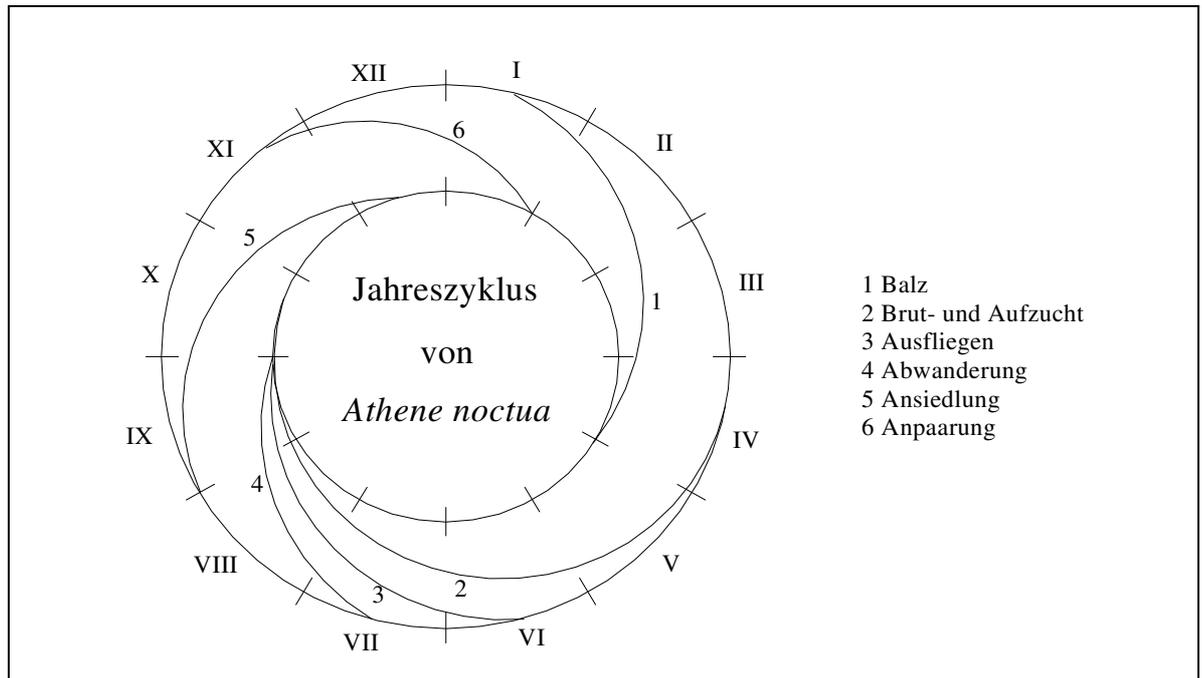 XII
I
XI
6
II
5
X
Jahreszyklus
III
1
von
Athene noctua
IX
IV
4
VIII
V
3
2
VII
VI
1 Balz
2 Brut- und Aufzucht
3 Ausfliegen
4 Abwanderung
5 Ansiedlung
6 Anpaarung